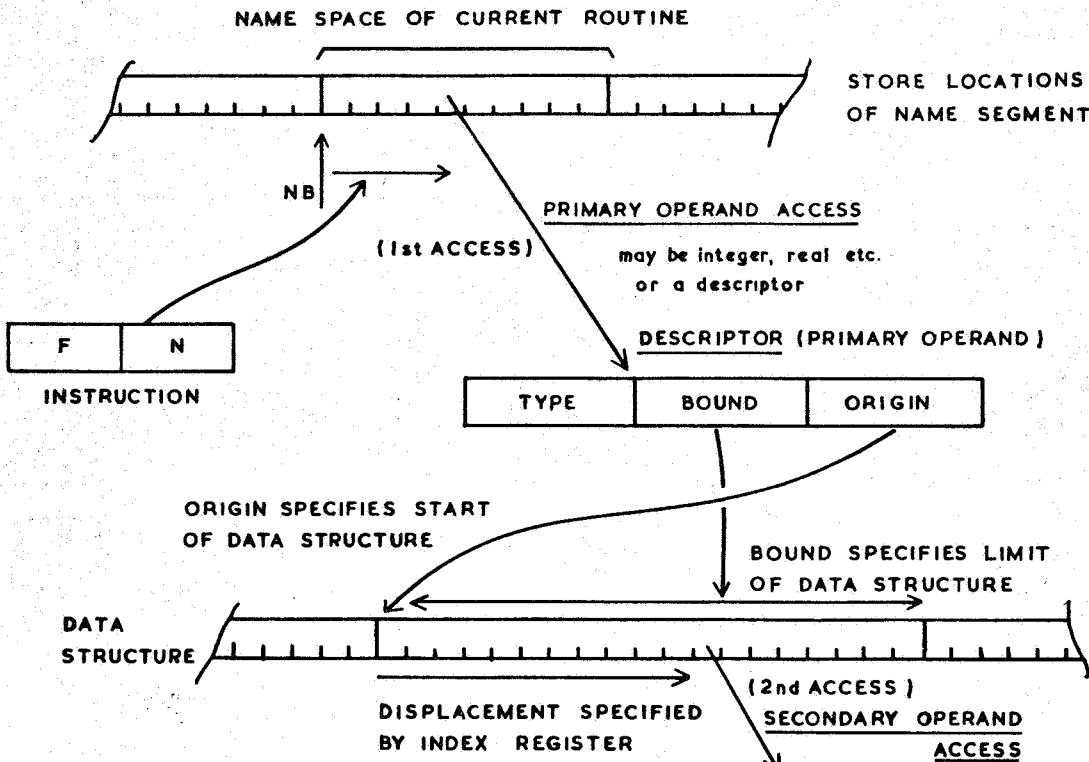 NAME SPACE OF CURRENT ROUTINE
STORE LOCATIONS
OF NAME SEGMENT
NB
PRIMARY OPERAND ACCESS
(1st ACCESS)
may be integer, real etc.
or a descriptor
F N
INSTRUCTION
DESCRIPTOR (PRIMARY OPERAND)
TYPE BOUND ORIGIN
ORIGIN SPECIFIES START
OF DATA STRUCTURE
BOUND SPECIFIES LIMIT
OF DATA STRUCTURE
DATA
STRUCTURE
DISPLACEMENT SPECIFIED
BY INDEX REGISTER
(2nd ACCESS)
SECONDARY OPERAND
ACCESS